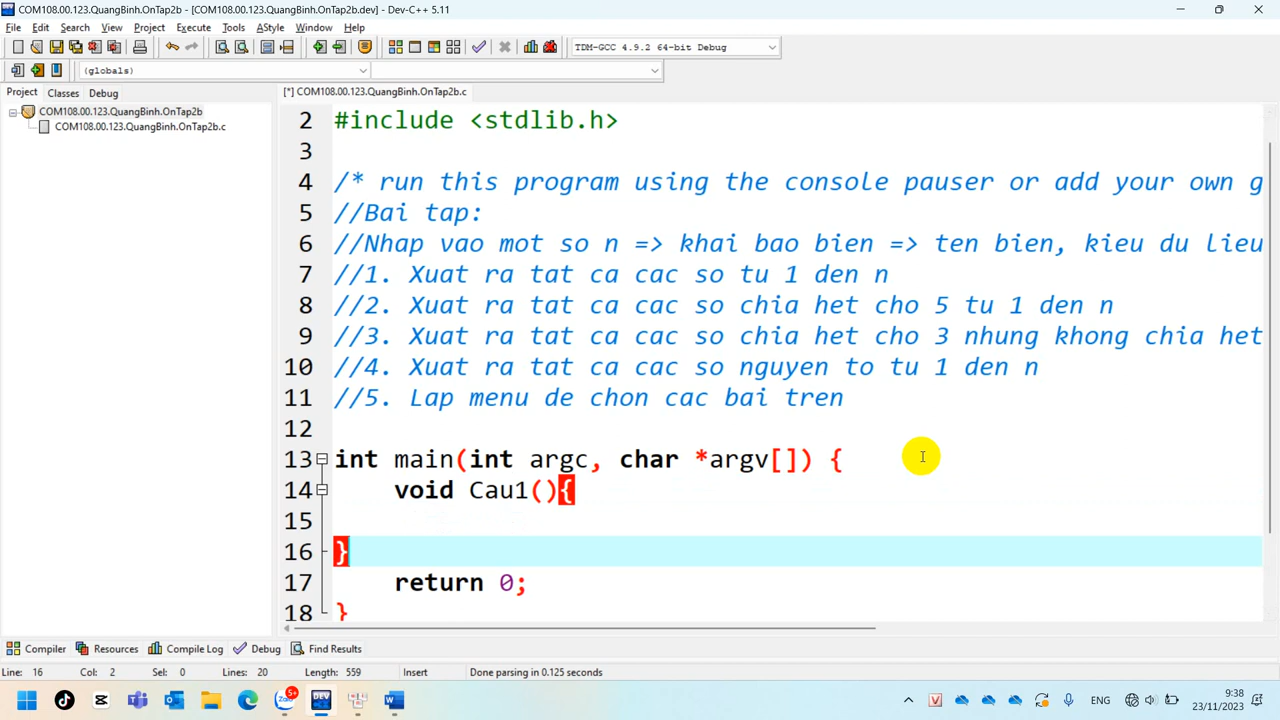 COM108.00.123.QuangBinh.OnTap2b - [COM108.00.123.QuangBinh.OnTap2b.dev] - Dev-C++ 5.11
File Edit Search View Project Execute Tools AStyle Window Help
TDM-GCC 4.9.2 64-bit Debug
(globals)
Project Classes Debug
[*] COM108.00.123.QuangBinh.OnTap2b.c
COM108.00.123.QuangBinh.OnTap2b
COM108.00.123.QuangBinh.OnTap2b.c
2 #include <stdlib.h>
3
4 /* run this program using the console pauser or add your own g
5 //Bai tap:
6 //Nhap vao mot so n => khai bao bien => ten bien, kieu du lieu
7 //1. Xuat ra tat ca cac so tu 1 den n
8 //2. Xuat ra tat ca cac so chia het cho 5 tu 1 den n
9 //3. Xuat ra tat ca cac so chia het cho 3 nhung khong chia het
10 //4. Xuat ra tat ca cac so nguyen to tu 1 den n
11 //5. Lap menu de chon cac bai tren
12
13 int main(int argc, char *argv[]) {
14 void Cau1(){
15
16 }
17 return 0;
18 }
Compiler Resources Compile Log Debug Find Results
Line: 16 Col: 2 Sel: 0 Lines: 20 Length: 559 Insert Done parsing in 0.125 seconds
Zalo 5+ DEV ENG 9:38
23/11/2023